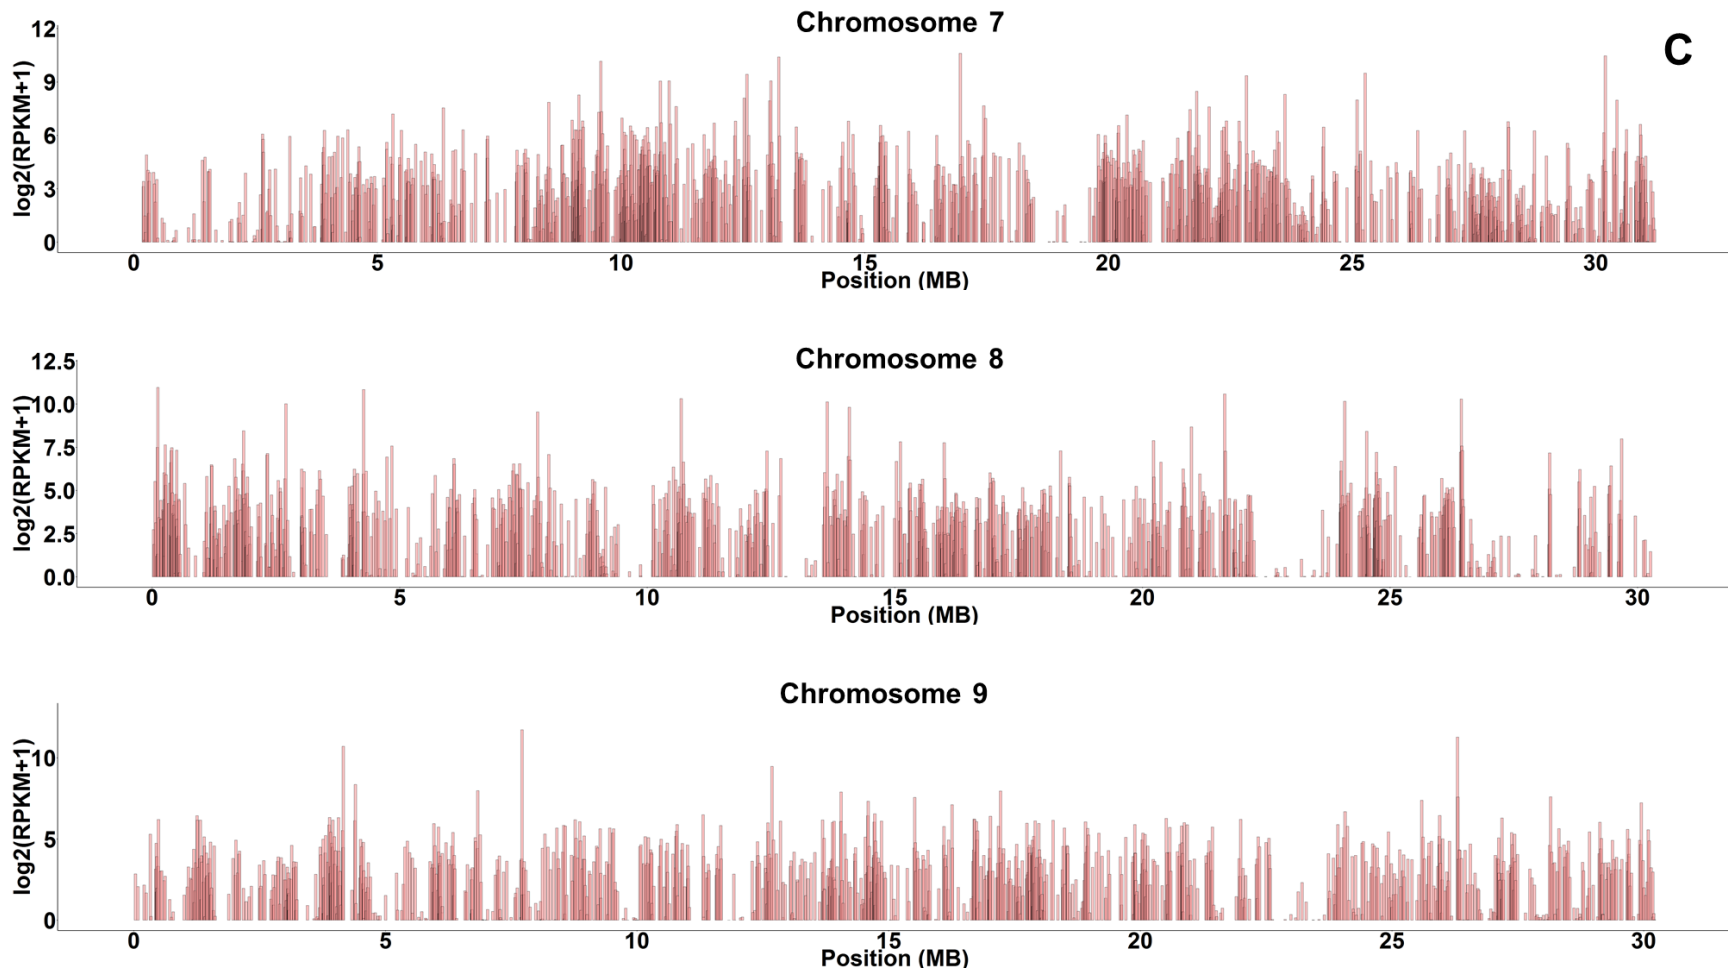 Chromosome 7
C
log2(RPKM+1)
12
9
6
3
0
0 5 10 15 20 25 30
Position (MB)
Chromosome 8
log2(RPKM+1)
12.5
10.0
7.5
5.0
2.5
0.0
0 5 10 15 20 25 30
Position (MB)
Chromosome 9
log2(RPKM+1)
10
5
0
0 5 10 15 20 25 30
Position (MB)